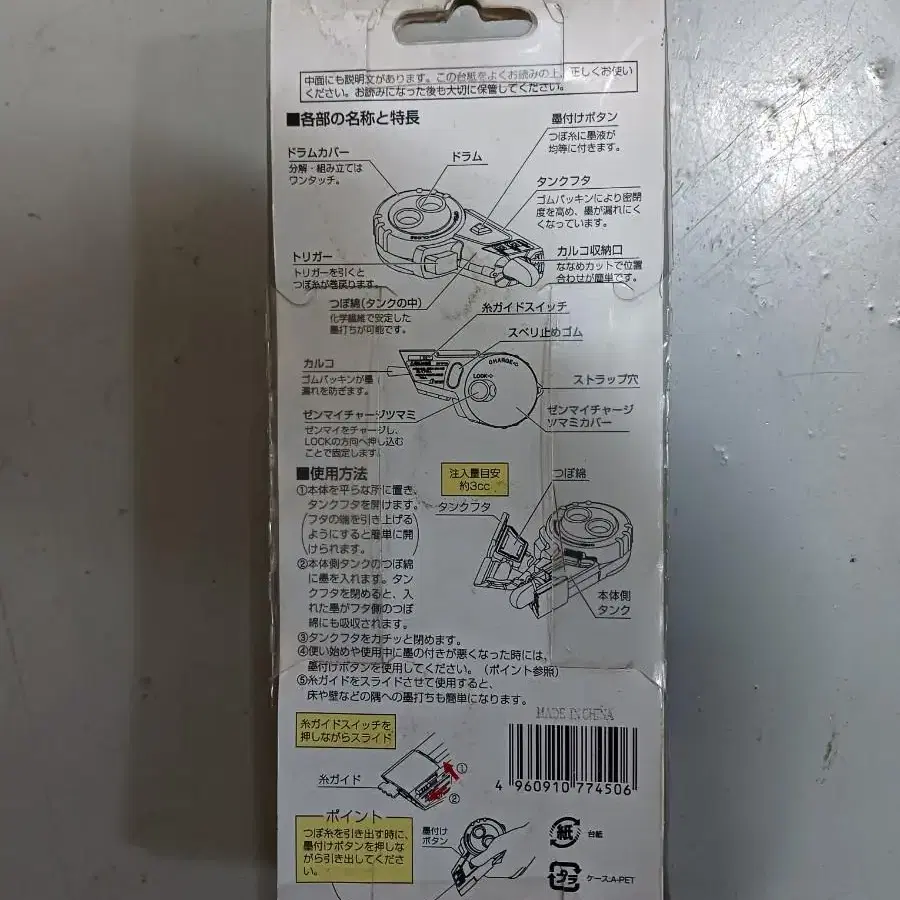 中面にも説明文があります。この台紙をよくお読みの上、正しくお使い
ください。お読みになった後も大切に保管してください。
■各部の名称と特長
墨付けボタン
つぼ糸に墨液が
均等に付きます。
ドラムカバー
分解・組み立ては
ワンタッチ。
ドラム
タンクフタ
ゴムパッキンにより密閉
度を高め、墨が漏れにく
くなっています。
トリガー
トリガーを引くと
つぼ糸が巻戻ります。
カルコ収納口
ななめカットで位置
合わせが簡単です。
つぼ綿(タンクの中)
化学繊維で安定した
墨打ちが可能です。
糸ガイドスイッチ
スベリ止めゴム
カルコ
ゴムパッキンが墨
漏れを防ぎます。
CHARGE
LOCK
ストラップ穴
ゼンマイチャージツマミ
ゼンマイをチャージし、
LOCKの方向へ押し込む
ことで固定します。
ゼンマイチャージ
ツマミカバー
■使用方法
①本体を平らな所に置き、
タンクフタを開けます。
(フタの端を引き上げる
ようにすると簡単に開
けられます。)
②本体側タンクのつぼ綿
に墨を入れます。タン
クフタを閉めると、入
れた墨がフタ側のつぼ
綿にも吸収されます。
注入量目安
約3cc
つぼ綿
タンクフタ
本体側
タンク
③タンクフタをカチッと閉めます。
④使い始めや使用中に墨の付きが悪くなった時には、
墨付けボタンを使用してください。(ポイント参照)
⑤糸ガイドをスライドさせて使用すると、
床や壁などの隅への墨打ちも簡単になります。
MADE IN CHINA
糸ガイドスイッチを
押しながらスライド
糸ガイド
①
②
4 960910 774506
ポイント
つぼ糸を引き出す時に、
墨付けボタンを押しな
がら引き出してくださ
い。
墨付け
ボタン
紙
台紙
プラ
ケース:A-PET